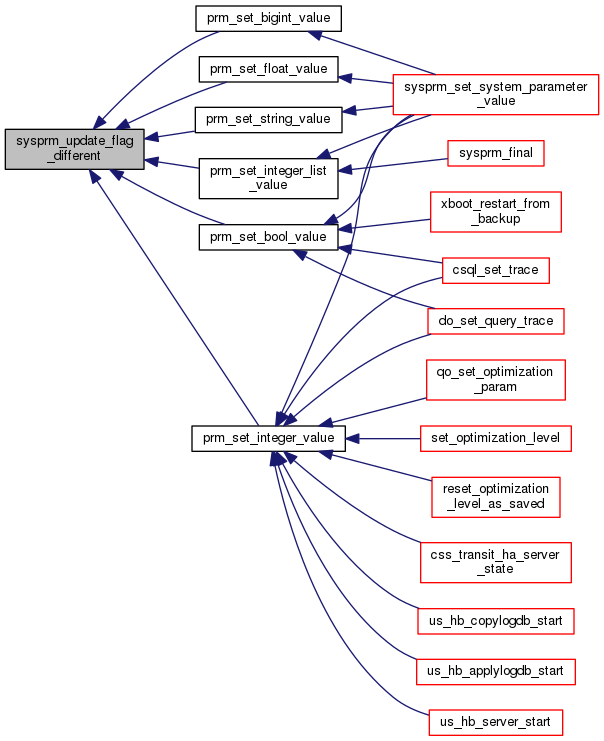 prm_set_bigint_value
prm_set_float_value
sysprm_set_system_parameter
_value
prm_set_string_value
sysprm_update_flag
_different
sysprm_final
prm_set_integer_list
_value
xboot_restart_from
_backup
prm_set_bool_value
csql_set_trace
do_set_query_trace
qo_set_optimization
_param
prm_set_integer_value
set_optimization_level
reset_optimization
_level_as_saved
css_transit_ha_server
_state
us_hb_copylogdb_start
us_hb_applylogdb_start
us_hb_server_start